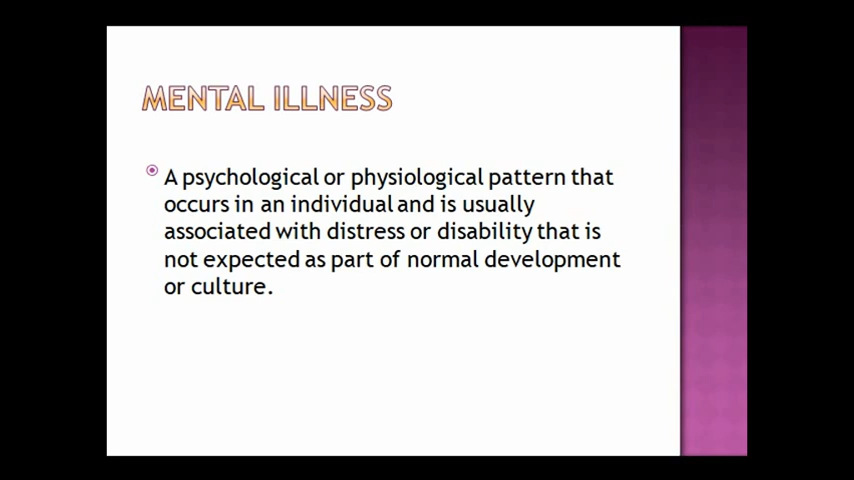 MENTAL ILLNESS
A psychological or physiological pattern that
occurs in an individual and is usually
associated with distress or disability that is
not expected as part of normal development
or culture.